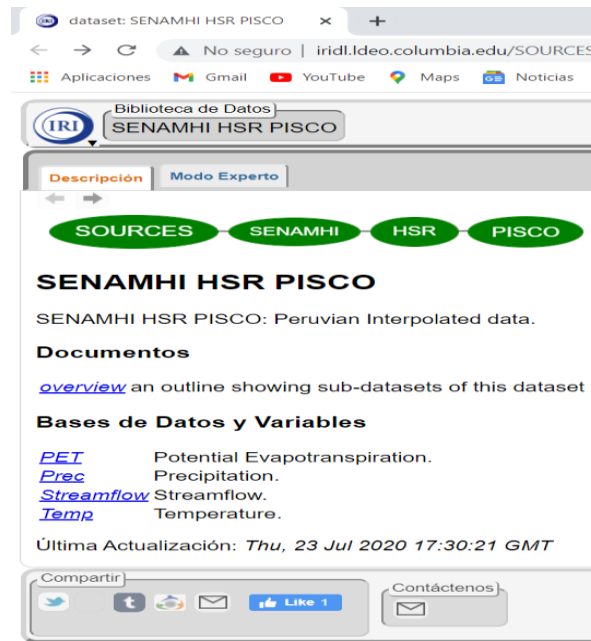 dataset: SENAMHI HSR PISCO
No seguro | iridl.ldeo.columbia.edu/SOURCES
Aplicaciones Gmail YouTube Maps Noticias
Biblioteca de Datos
IRI SENAMHI HSR PISCO
Descripción Modo Experto
SOURCES SENAMHI HSR PISCO
SENAMHI HSR PISCO
SENAMHI HSR PISCO: Peruvian Interpolated data.
Documentos
overview an outline showing sub-datasets of this dataset
Bases de Datos y Variables
PET Potential Evapotranspiration.
Prec Precipitation.
Streamflow Streamflow.
Temp Temperature.
Última Actualización: Thu, 23 Jul 2020 17:30:21 GMT
Compartir Contáctenos
t Like 1